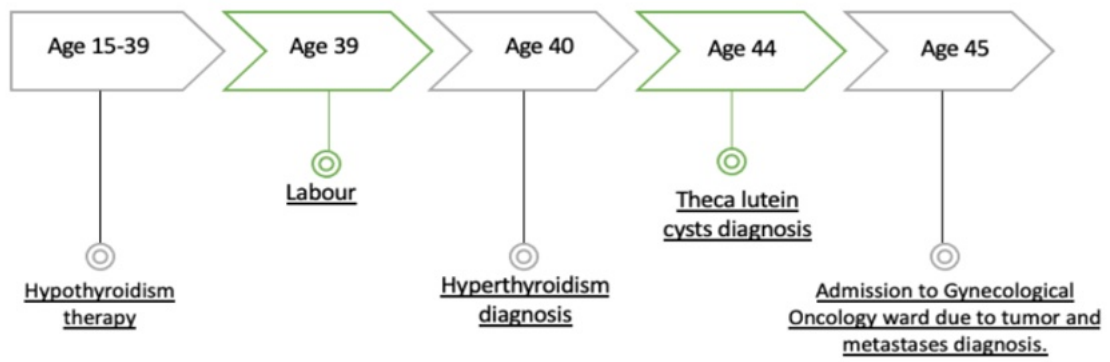 Age 15-39
Age 39
Age 40
Age 44
Age 45
Labour
Theca lutein
cysts diagnosis
Hypothyroidism
therapy
Hyperthyroidism
diagnosis
Admission to Gynecological
Oncology ward due to tumor and
metastases diagnosis.